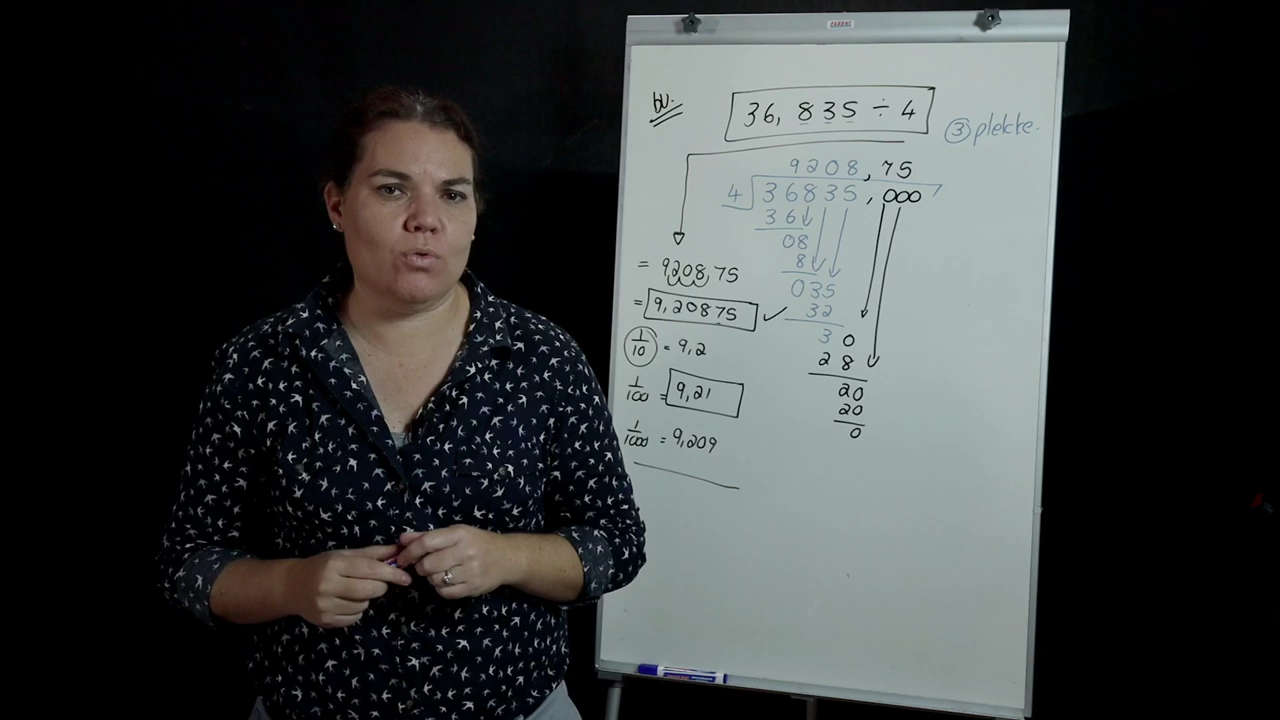 bv.
36, 835 ÷ 4
③ plekke.
9208,75
4 36835,000
36
08
8
035
32
30
28
20
20
0
= 9208,75
= 9,20875 ✓
1/10 = 9,2
1/100 = 9,21
1/1000 = 9,209